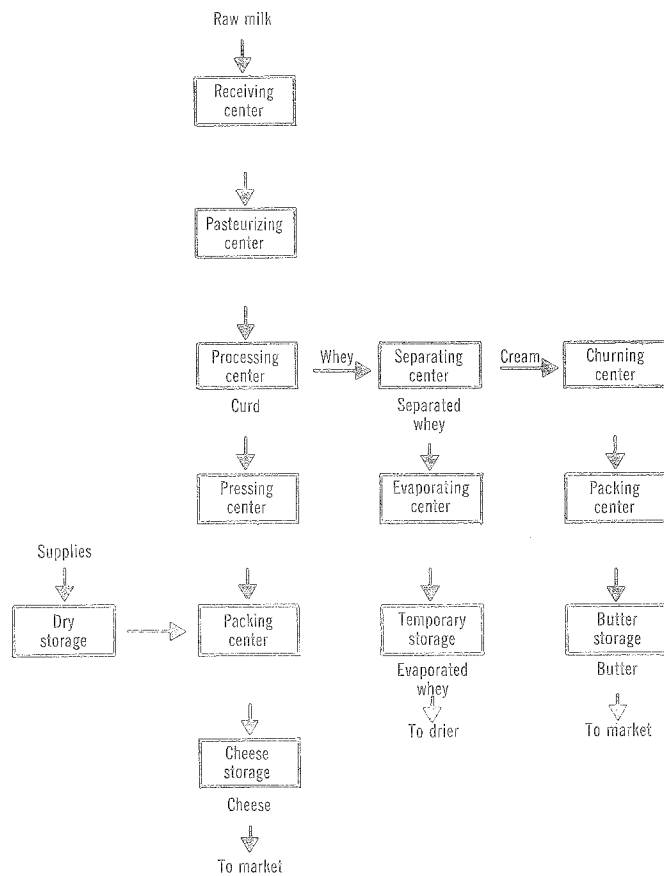 Raw milk
Receiving
center
Pasteurizing
center
Processing
center
Whey
Separating
center
Cream
Churning
center
Curd
Separated
whey
Pressing
center
Evaporating
center
Packing
center
Supplies
Dry
storage
Packing
center
Temporary
storage
Butter
storage
Evaporated
whey
Butter
To drier
To market
Cheese
storage
Cheese
To market